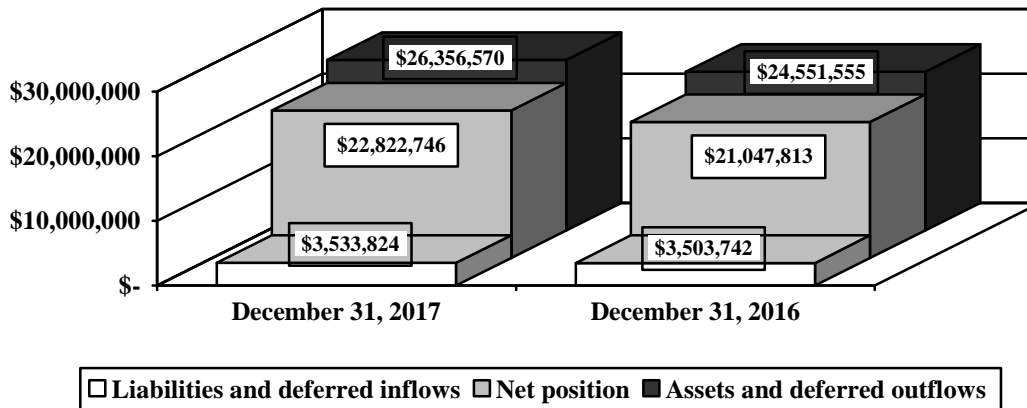 $26,356,570
$24,551,555
$30,000,000
$22,822,746
$21,047,813
$20,000,000
$10,000,000
$3,533,824
$3,503,742
$-
December 31, 2017
December 31, 2016
Liabilities and deferred inflows
Net position
Assets and deferred outflows